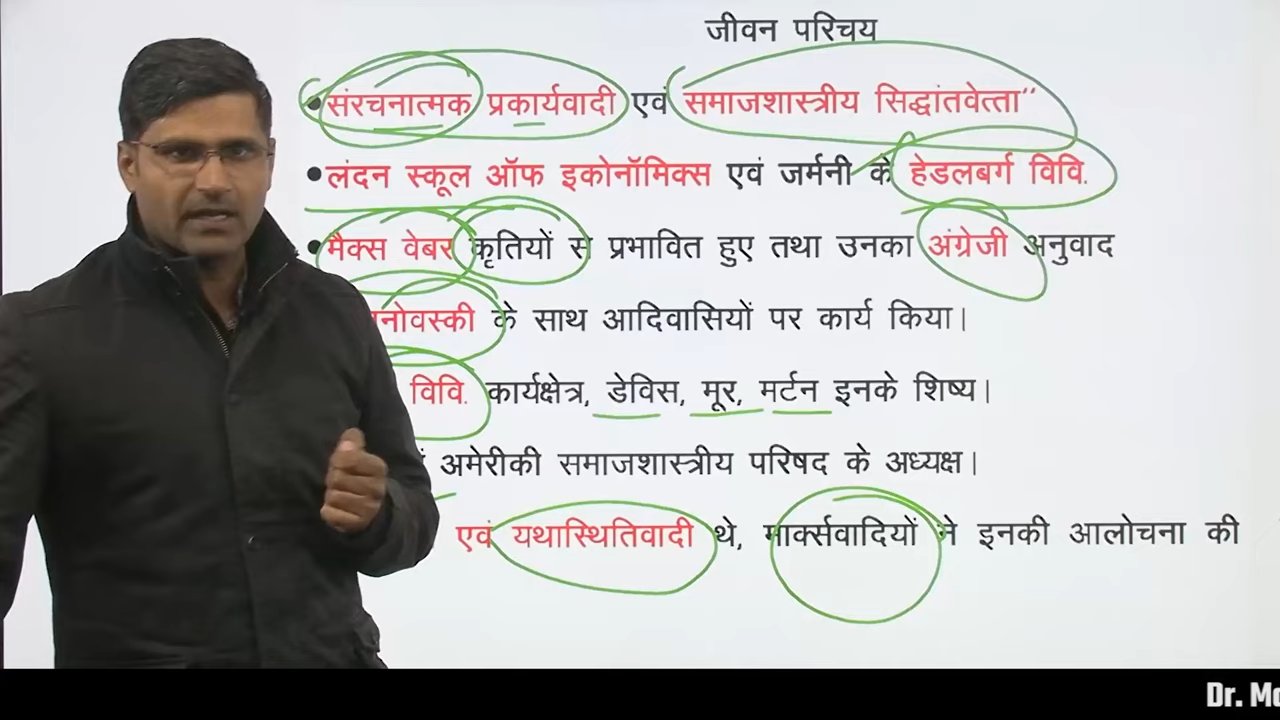 जीवन परिचय
• संरचनात्मक प्रकार्यवादी एवं समाजशास्त्रीय सिद्धांतवेत्ता”
• लंदन स्कूल ऑफ इकोनॉमिक्स एवं जर्मनी के हेडलबर्ग विवि.
• मैक्स वेबर कृतियों से प्रभावित हुए तथा उनका अंग्रेजी अनुवाद
के साथ आदिवासियों पर कार्य किया।
विवि. कार्यक्षेत्र, डेविस, मूर, मर्टन इनके शिष्य।
अमेरीकी समाजशास्त्रीय परिषद के अध्यक्ष।
एवं यथास्थितिवादी थे, मार्क्सवादियों ने इनकी आलोचना की
Dr.